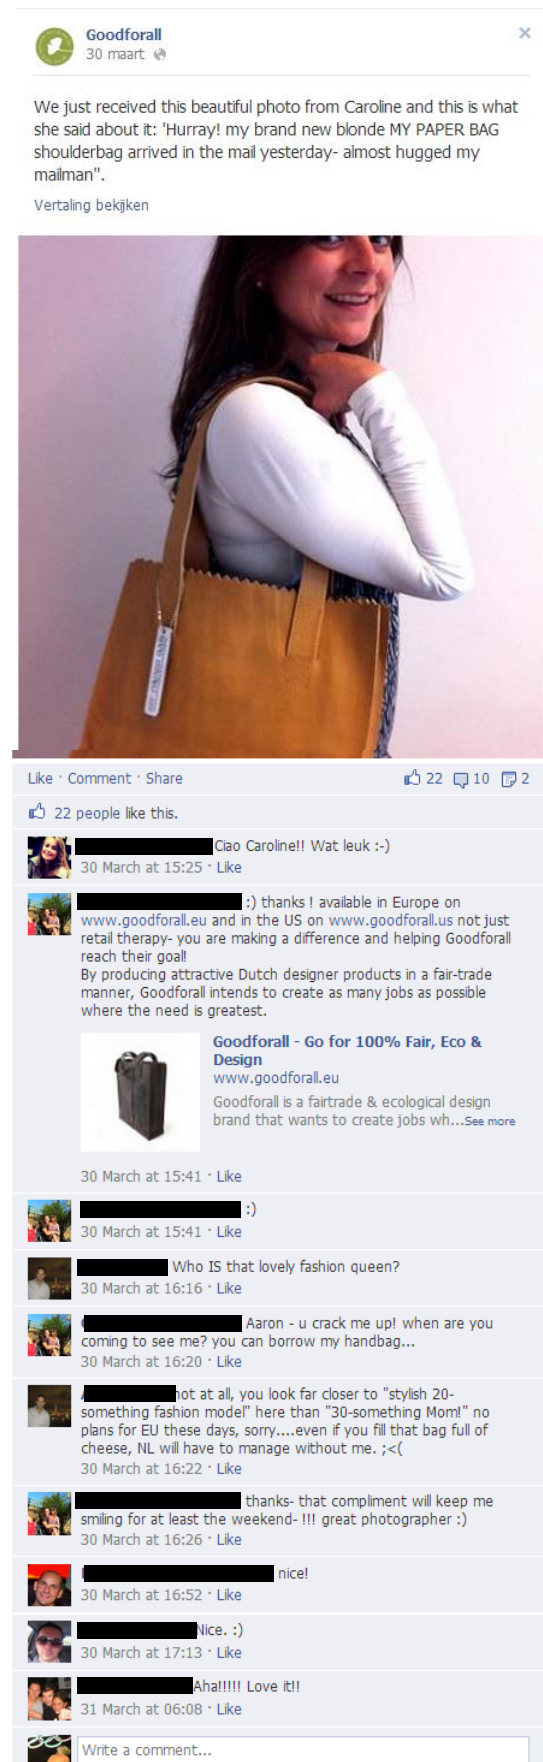 Goodforall
30 maart
We just received this beautiful photo from Caroline and this is what
she said about it: 'Hurray! my brand new blonde MY PAPER BAG
shoulderbag arrived in the mail yesterday- almost hugged my
mailman".
Vertaling bekijken
Like · Comment · Share
22 10 2
22 people like this.
Ciao Caroline!! Wat leuk :-)
30 March at 15:25 · Like
:) thanks ! available in Europe on
www.goodforall.eu and in the US on www.goodforall.us not just
retail therapy- you are making a difference and helping Goodforall
reach their goal!
By producing attractive Dutch designer products in a fair-trade
manner, Goodforall intends to create as many jobs as possible
where the need is greatest.
Goodforall - Go for 100% Fair, Eco &
Design
www.goodforall.eu
Goodforall is a fairtrade & ecological design
brand that wants to create jobs wh...See more
30 March at 15:41 · Like
:)
30 March at 15:41 · Like
Who IS that lovely fashion queen?
30 March at 16:16 · Like
Aaron - u crack me up! when are you
coming to see me? you can borrow my handbag...
30 March at 16:20 · Like
not at all, you look far closer to "stylish 20-
something fashion model" here than "30-something Mom!" no
plans for EU these days, sorry....even if you fill that bag full of
cheese, NL will have to manage without me. ;<(
30 March at 16:22 · Like
thanks- that compliment will keep me
smiling for at least the weekend- !!! great photographer :)
30 March at 16:26 · Like
nice!
30 March at 16:52 · Like
Nice. :)
30 March at 17:13 · Like
Aha!!!!! Love it!!
31 March at 06:08 · Like
Write a comment...